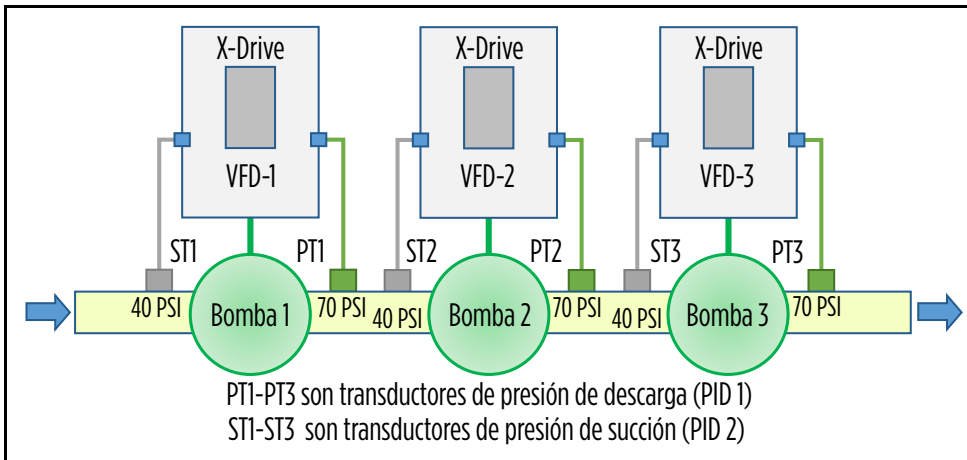 X-Drive
X-Drive
X-Drive
VFD-1
VFD-2
VFD-3
ST1
PT1
ST2
PT2
ST3
PT3
40 PSI
Bomba 1
70 PSI
40 PSI
Bomba 2
70 PSI
40 PSI
Bomba 3
70 PSI
PT1-PT3 son transductores de presión de descarga (PID 1)
ST1-ST3 son transductores de presión de succión (PID 2)